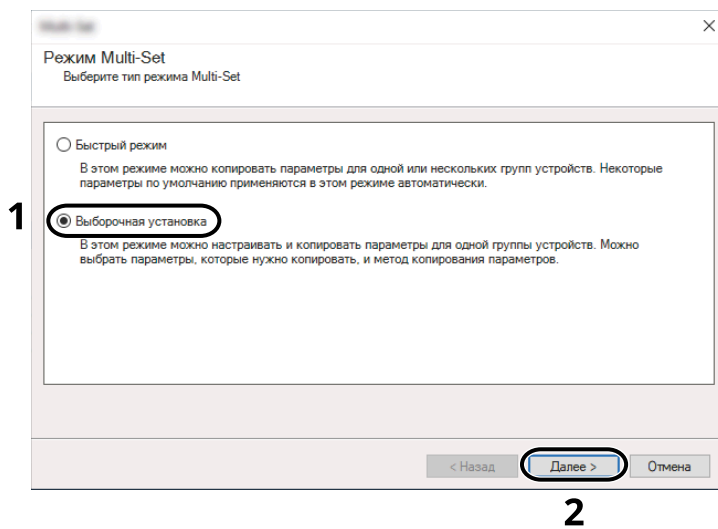 Режим Multi-Set
Выберите тип режима Multi-Set
Быстрый режим
В этом режиме можно копировать параметры для одной или нескольких групп устройств. Некоторые
параметры по умолчанию применяются в этом режиме автоматически.
1
Выборочная установка
В этом режиме можно настраивать и копировать параметры для одной группы устройств. Можно
выбрать параметры, которые нужно копировать, и метод копирования параметров.
< Назад
Далее >
Отмена
2